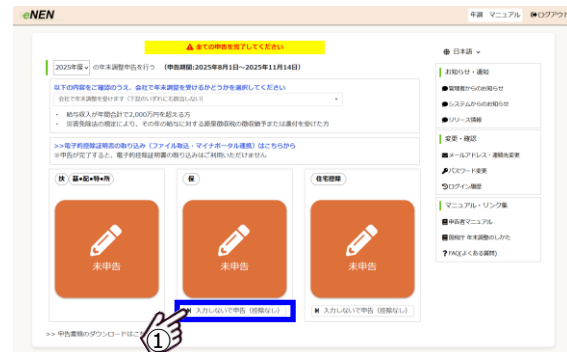 eNEN
年調 マニュアル ログアウト
⚠ 全ての申告を完了してください
2025年度 の年末調整申告を行う (申告期間:2025年8月1日~2025年11月14日)
以下の内容をご確認のうえ、会社で年末調整を受けるかどうかを選択してください
会社で年末調整を受けます(下記のいずれにも該当しない)
・ 給与収入が年間合計で2,000万円を超える方
・ 災害免除法の規定により、その年の給与に対する源泉徴収税の徴収猶予または還付を受けた方
>>電子的控除証明書の取り込み(ファイル取込・マイナポータル連携)はこちらから
※申告が完了すると、電子的控除証明書の取り込みはご利用いただけません
扶 基・配・特・所
未申告
保
未申告
入力しないで申告(控除なし)
住宅控除
未申告
入力しないで申告(控除なし)
①
>> 申告書類のダウンロードはこ
日本語
お知らせ・通知
管理者からのお知らせ
システムからのお知らせ
リリース情報
変更・確認
メールアドレス・連絡先変更
パスワード変更
ログイン履歴
マニュアル・リンク集
申告者マニュアル
国税庁 年末調整のしかた
FAQ(よくある質問)